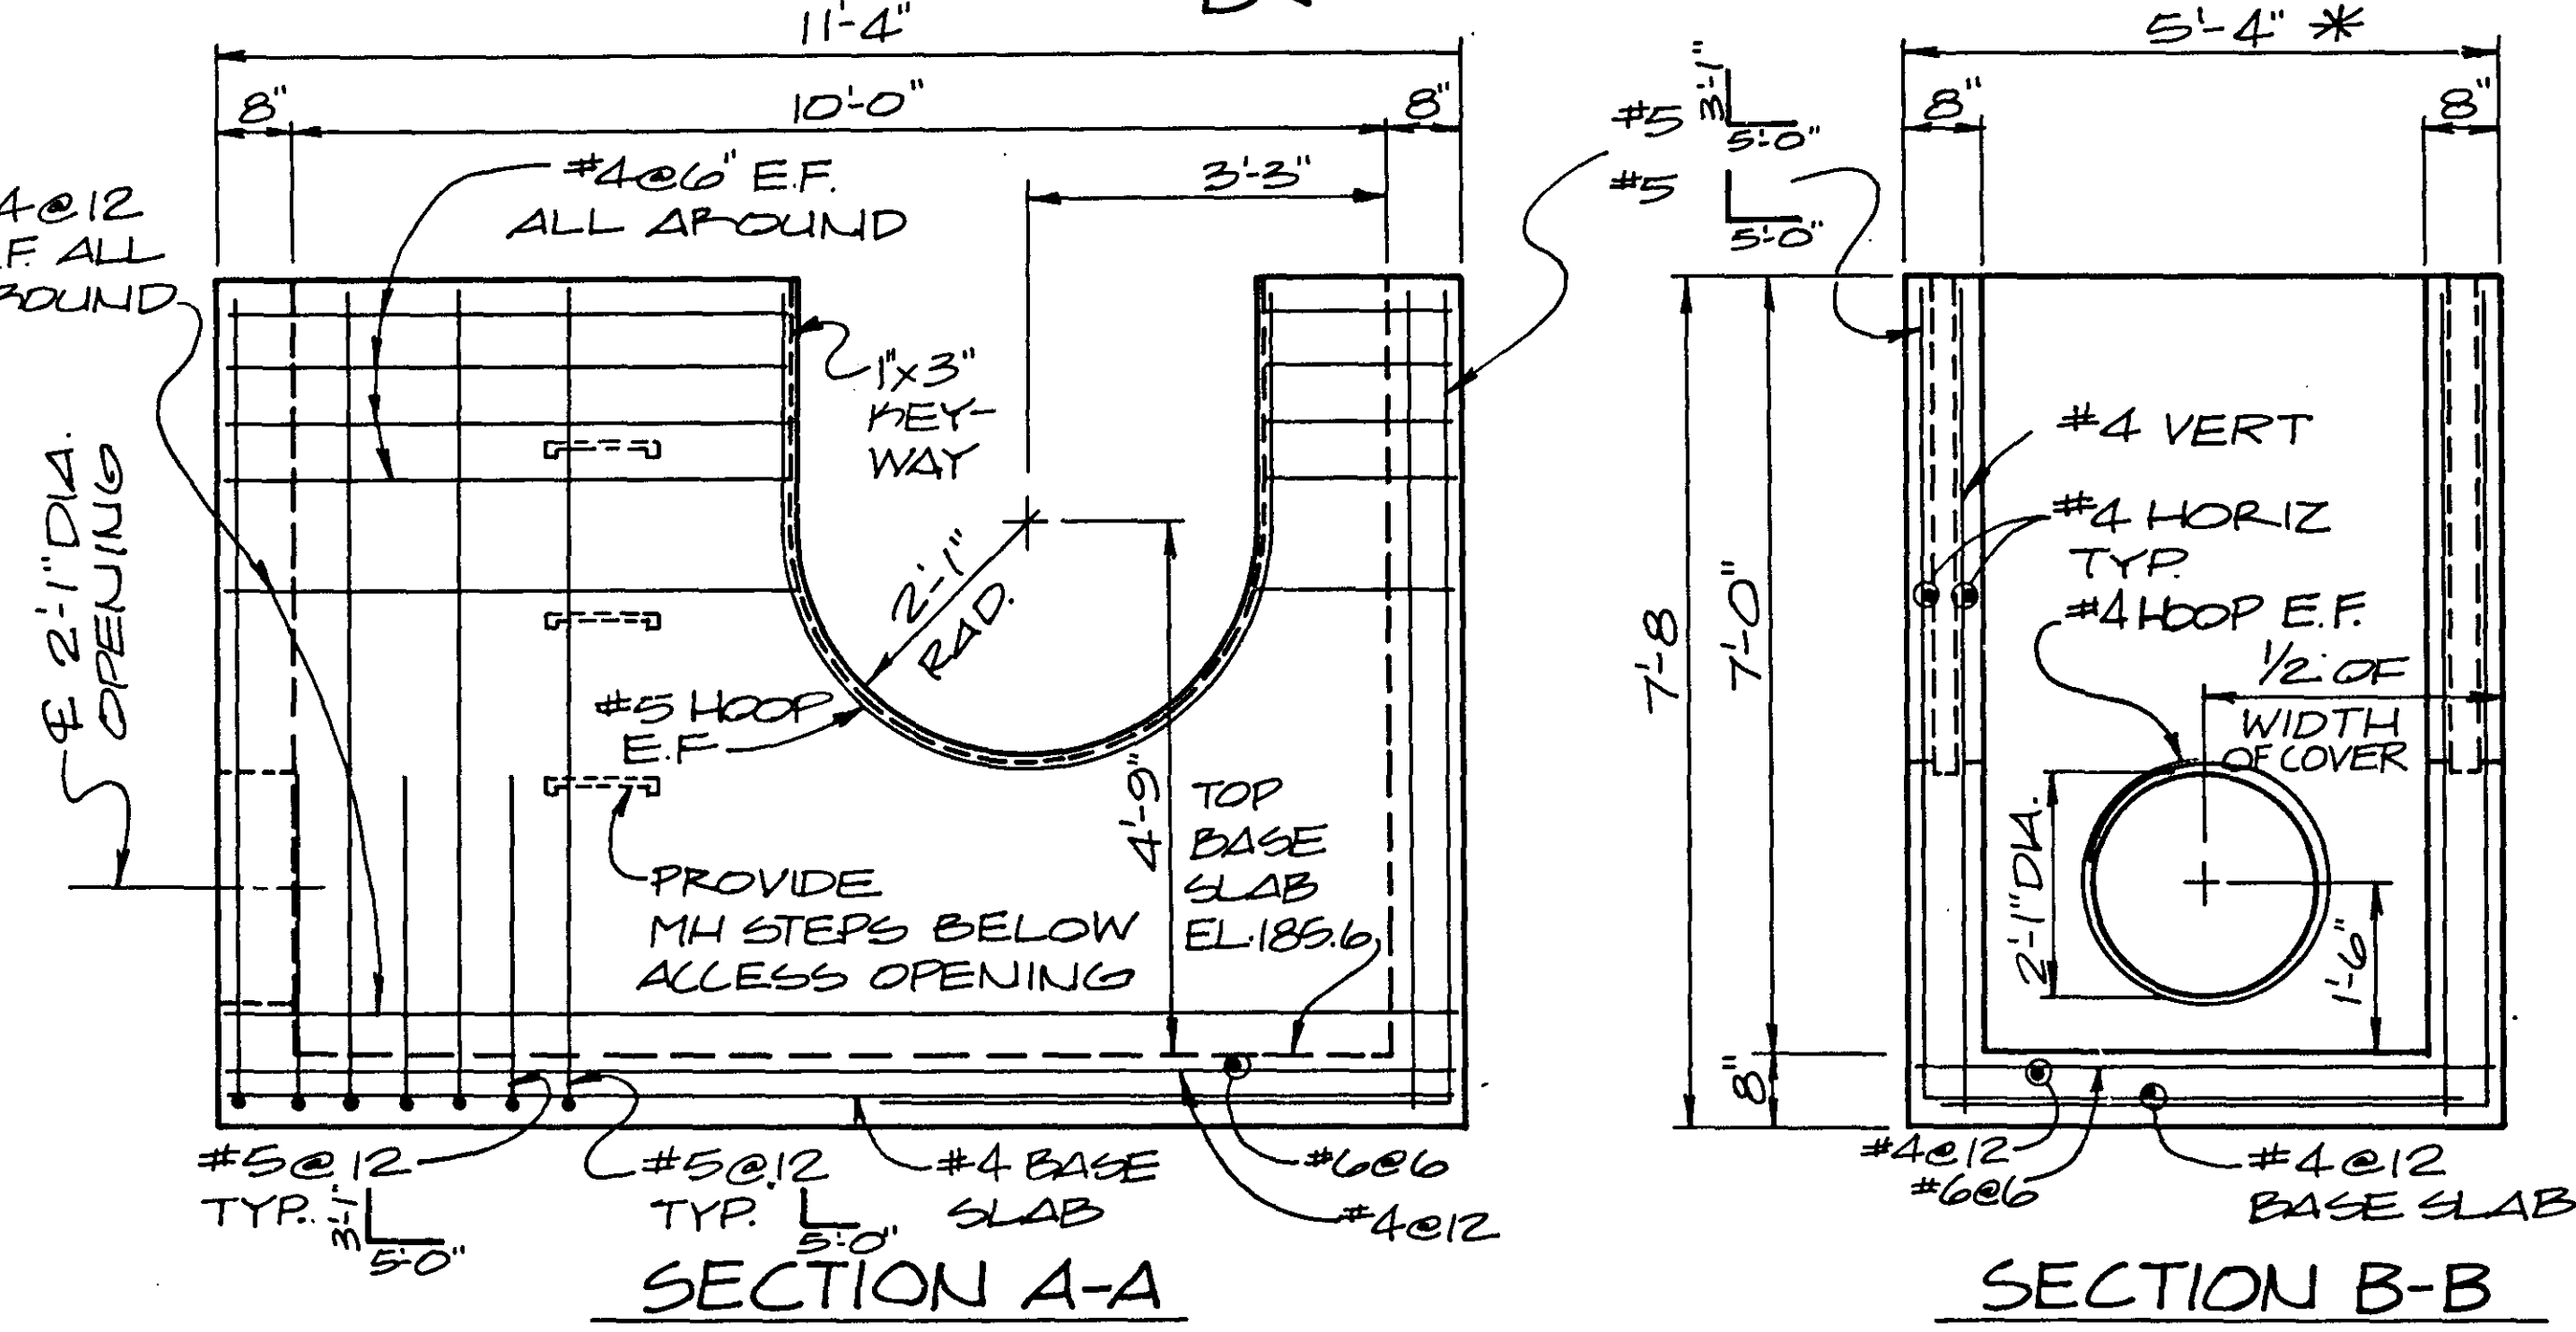 11'-4"
8"
10'-0"
8"
3'-3"
#4@6" E.F.
ALL AROUND
4@12
F. ALL
ROUND
℄ 2'-1" DIA.
OPENING
1"x3"
KEY-
WAY
2'-1"
RAD.
#5 HOOP
E.F
4'-9"
TOP
BASE
SLAB
EL.185.6
PROVIDE
MH STEPS BELOW
ACCESS OPENING
#5@12
TYP.
3'-1"
5'-0"
#5@12
TYP.
5'-0"
#4 BASE
SLAB
#6@6
#4@12
SECTION A-A
#5
3'-1"
5'-0"
#5
5'-0"
5'-4" *
8"
8"
7'-8
7'-0"
8"
#4 VERT
#4 HORIZ
TYP.
#4 HOOP E.F.
1/2 OF
WIDTH
OF COVER
2'-1" DIA.
1'-6"
#4@12
#6@6
#4@12
BASE SLAB
SECTION B-B